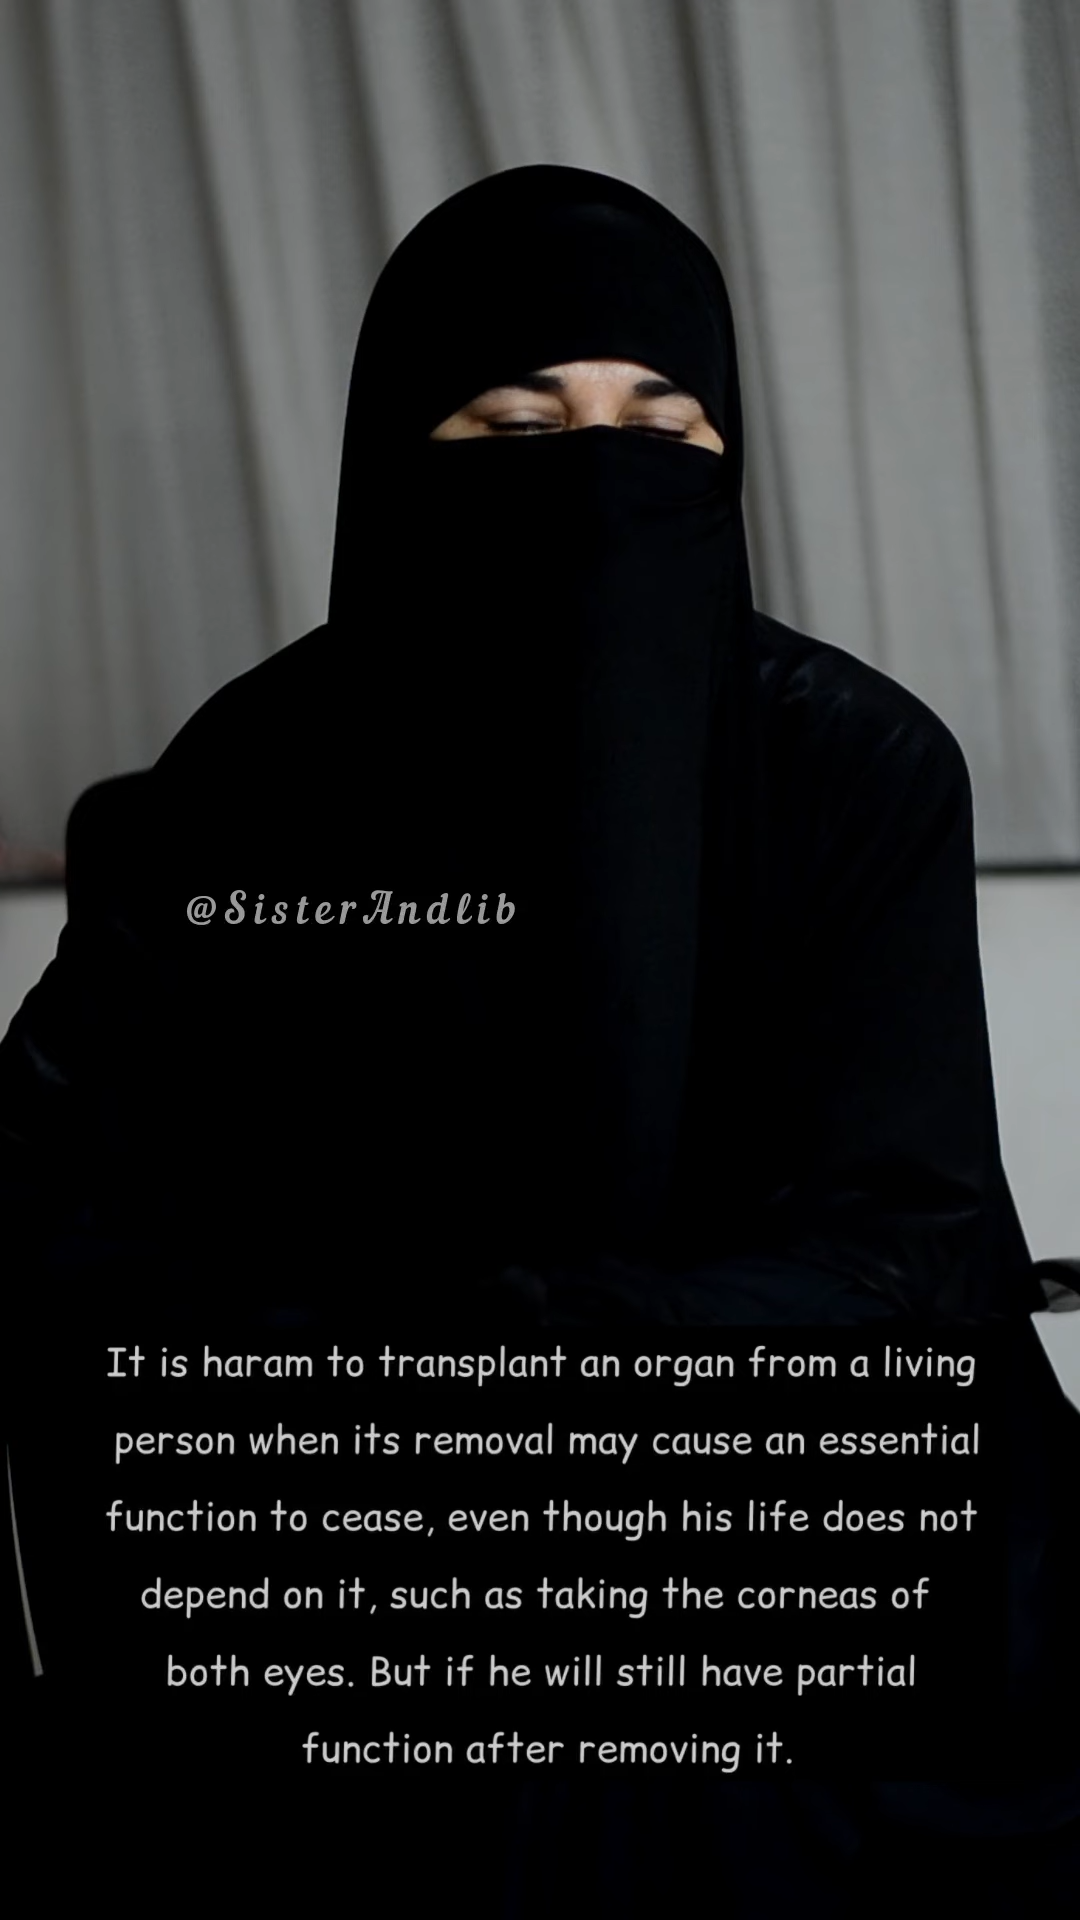 @SisterAndlib
It is haram to transplant an organ from a living
person when its removal may cause an essential
function to cease, even though his life does not
depend on it, such as taking the corneas of
both eyes. But if he will still have partial
function after removing it.